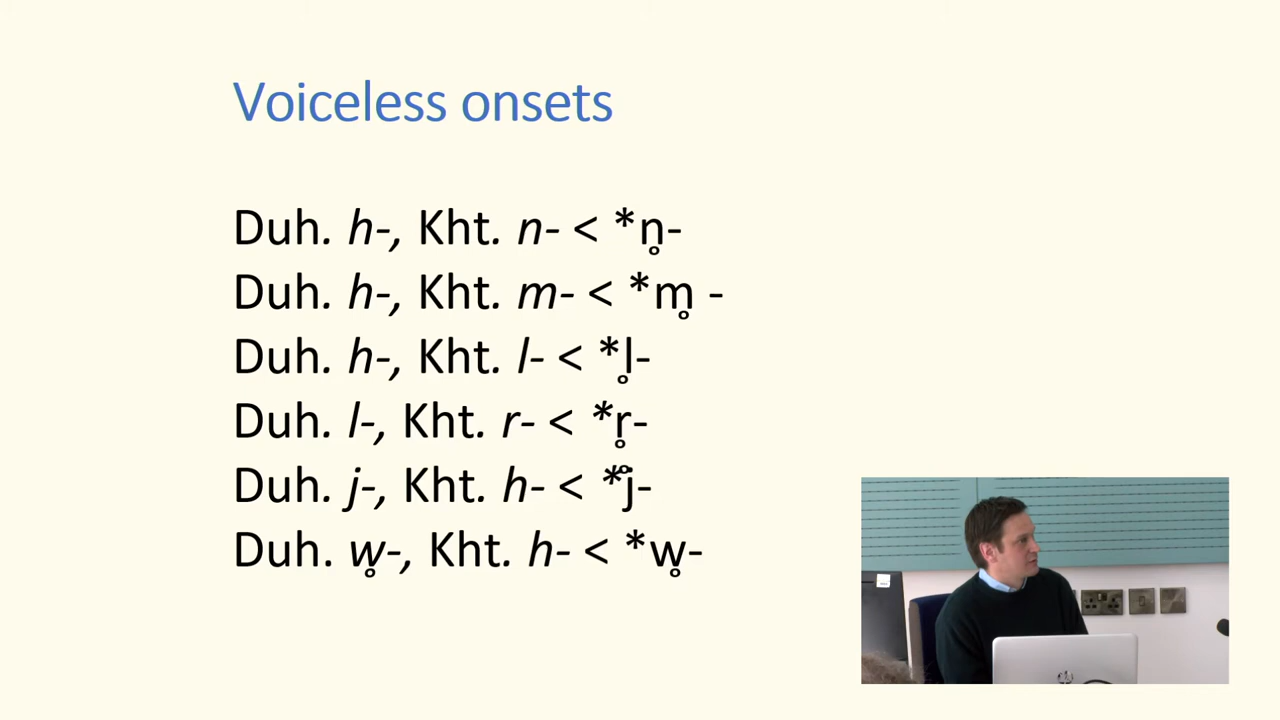 Voiceless onsets
Duh. h-, Kht. n- < *n̥-
Duh. h-, Kht. m- < *m̥ -
Duh. h-, Kht. l- < *l̥-
Duh. l-, Kht. r- < *r̥-
Duh. j-, Kht. h- < *j̊-
Duh. w̥-, Kht. h- < *w̥-